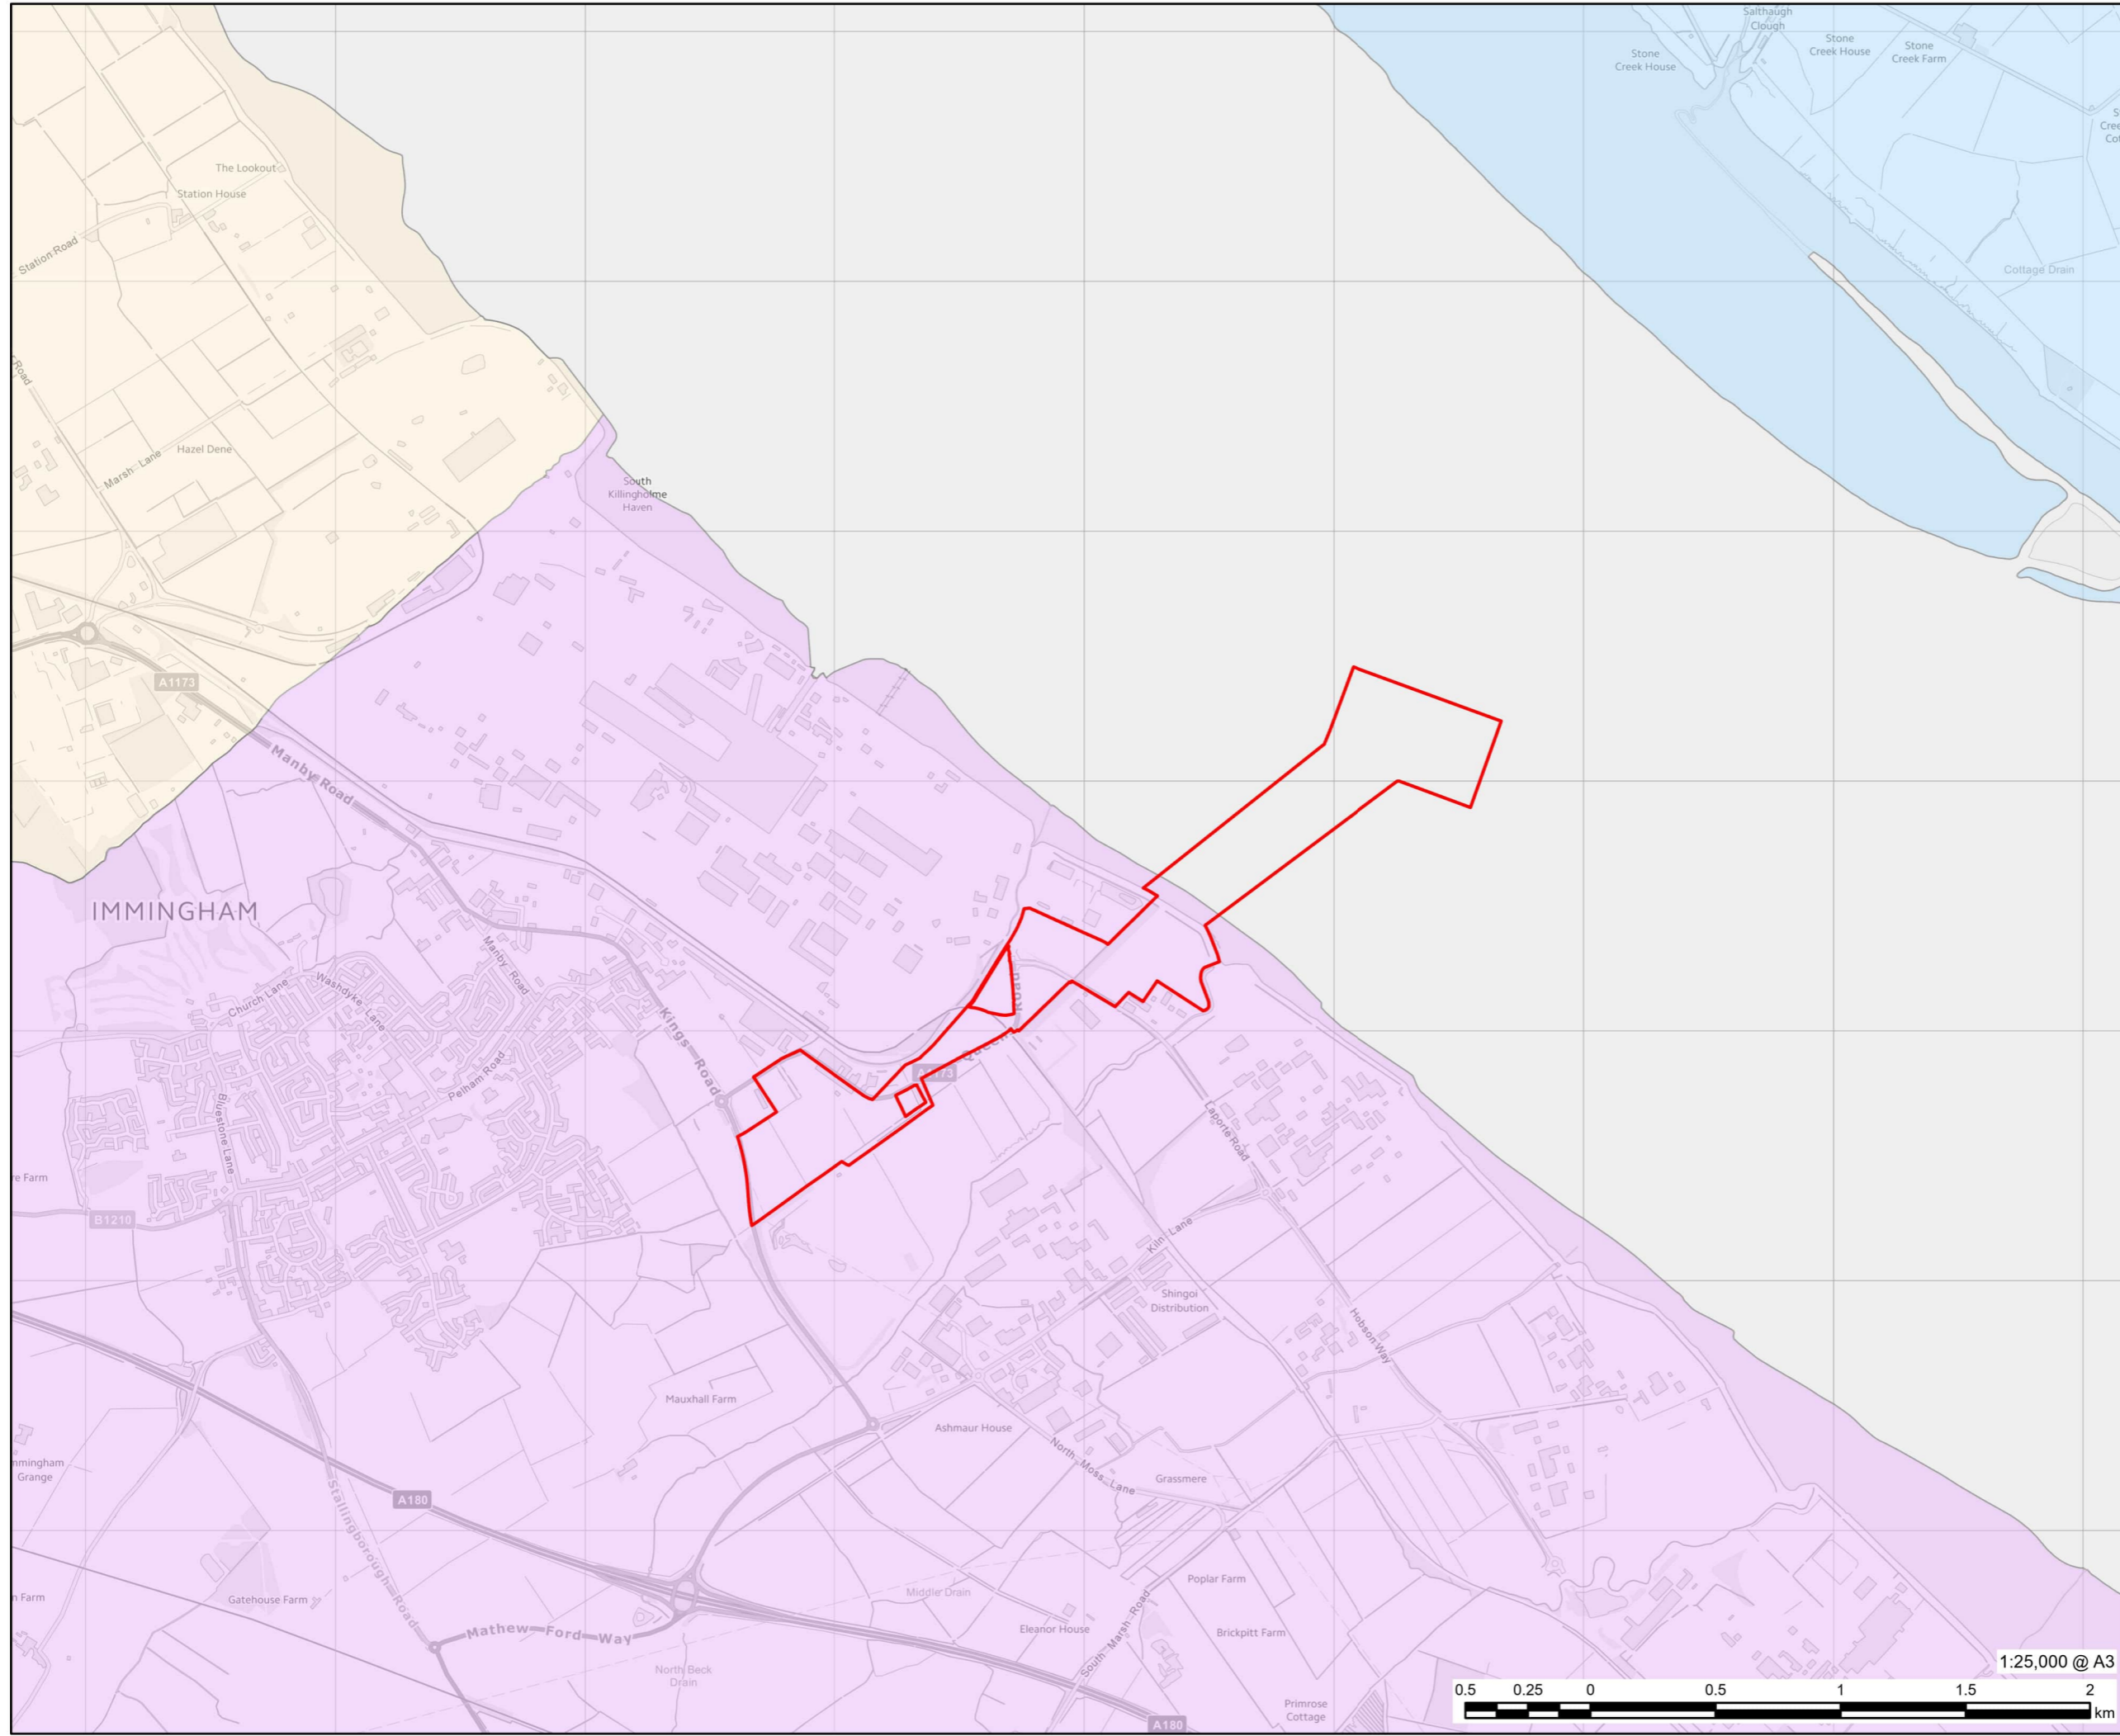 Salthaugh
Clough
Stone
Creek House
Stone
Creek House
Stone
Creek Farm
The Lookout
Station House
Station Road
Cottage Drain
Road
Marsh Lane
Hazel Dene
South
Killingholme
Haven
A1173
Manby Road
IMMINGHAM
Church Lane
Washdyke Lane
Manby Road
Kings Road
Pelham Road
Bluestone Lane
B1210
Queens Road
A1173
Laporte Road
Kiln Lane
Shingoi
Distribution
Hobson Way
Mauxhall Farm
Ashmaur House
North Moss Lane
Grassmere
Grange
A180
Stallingborough Road
Gatehouse Farm
Mathew Ford Way
North Beck
Drain
Middle Drain
Eleanor House
South Marsh Road
Poplar Farm
Brickpitt Farm
Primrose
Cottage
A180
1:25,000 @ A3
0.5 0.25 0 0.5 1 1.5 2
km